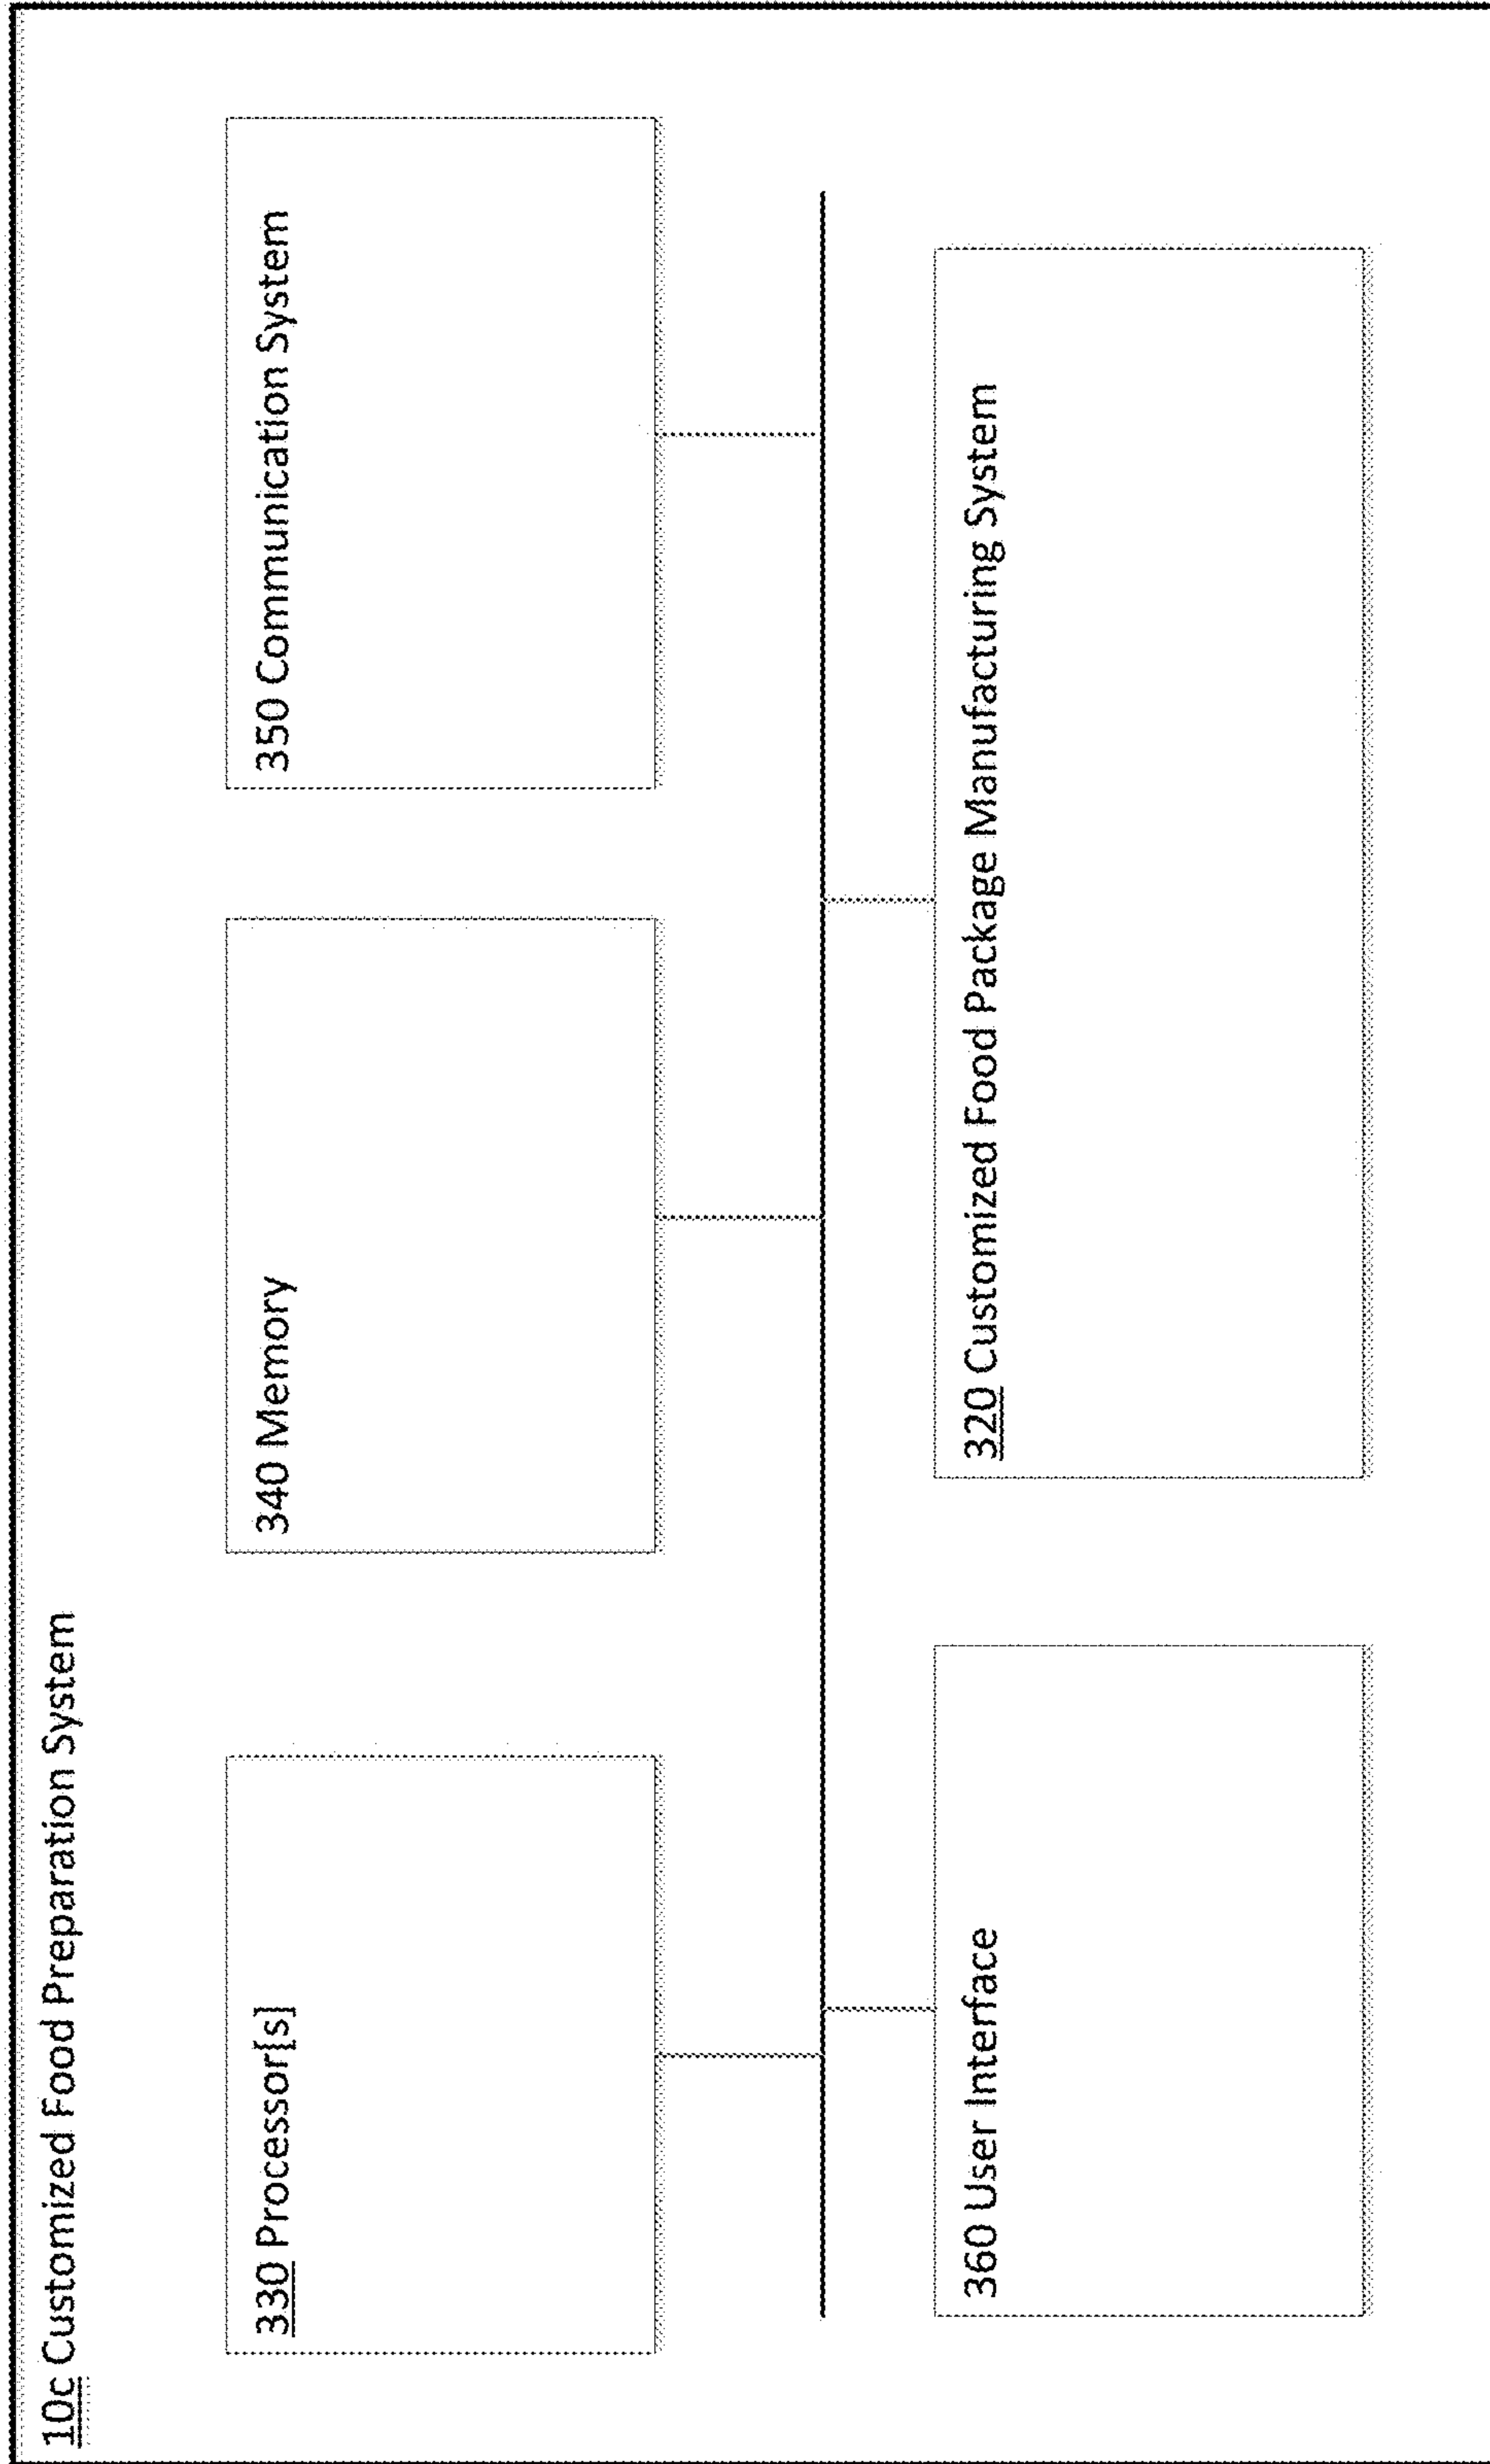 10c Customized Food Preparation System
330 Processor[s]
340 Memory
350 Communication System
360 User Interface
320 Customized Food Package Manufacturing System